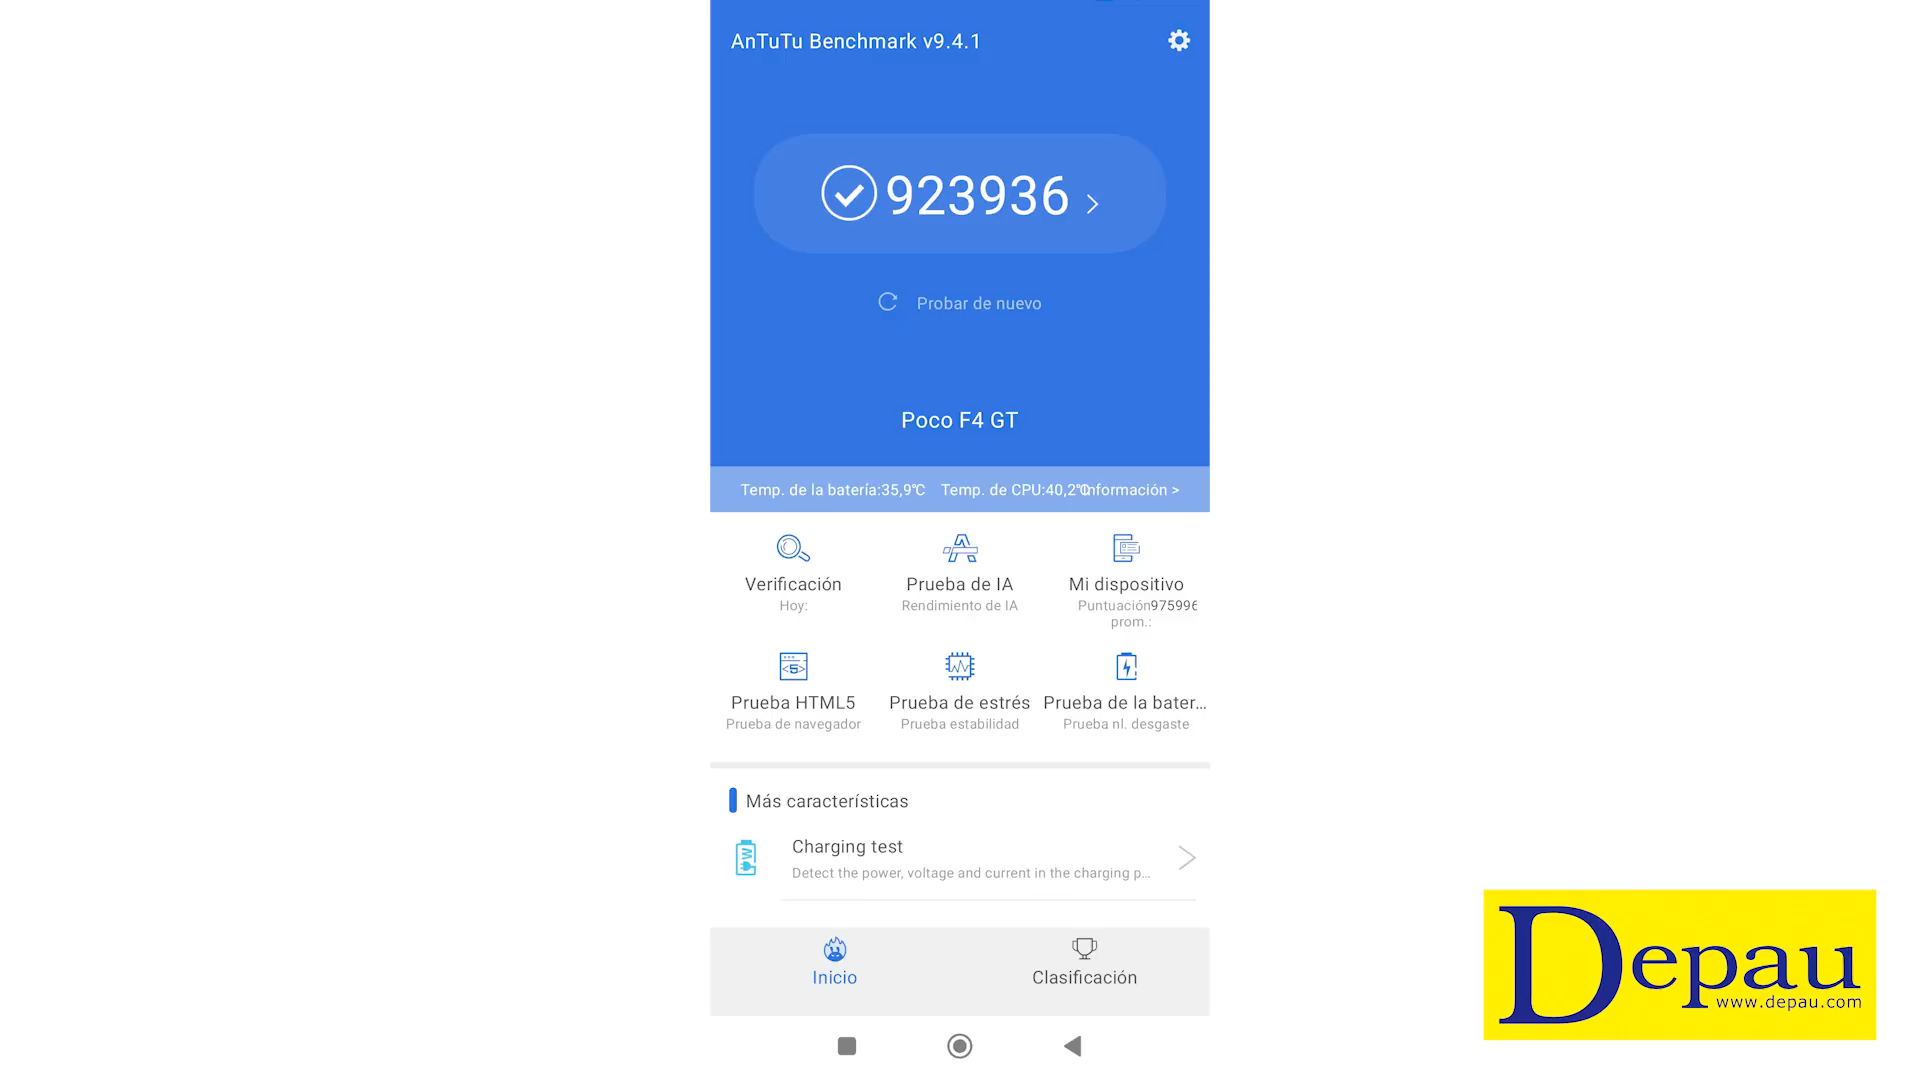 AnTuTu Benchmark v9.4.1
923936 >
Probar de nuevo
Poco F4 GT
Temp. de la batería:35,9℃ Temp. de CPU:40,2℃ Información >
Verificación Prueba de IA Mi dispositivo
Hoy: Rendimiento de IA Puntuación 975996
prom.:
Prueba HTML5 Prueba de estrés Prueba de la bater...
Prueba de navegador Prueba estabilidad Prueba nl. desgaste
Más características
Charging test
Detect the power, voltage and current in the charging p...
Inicio Clasificación
Depau
www.depau.com